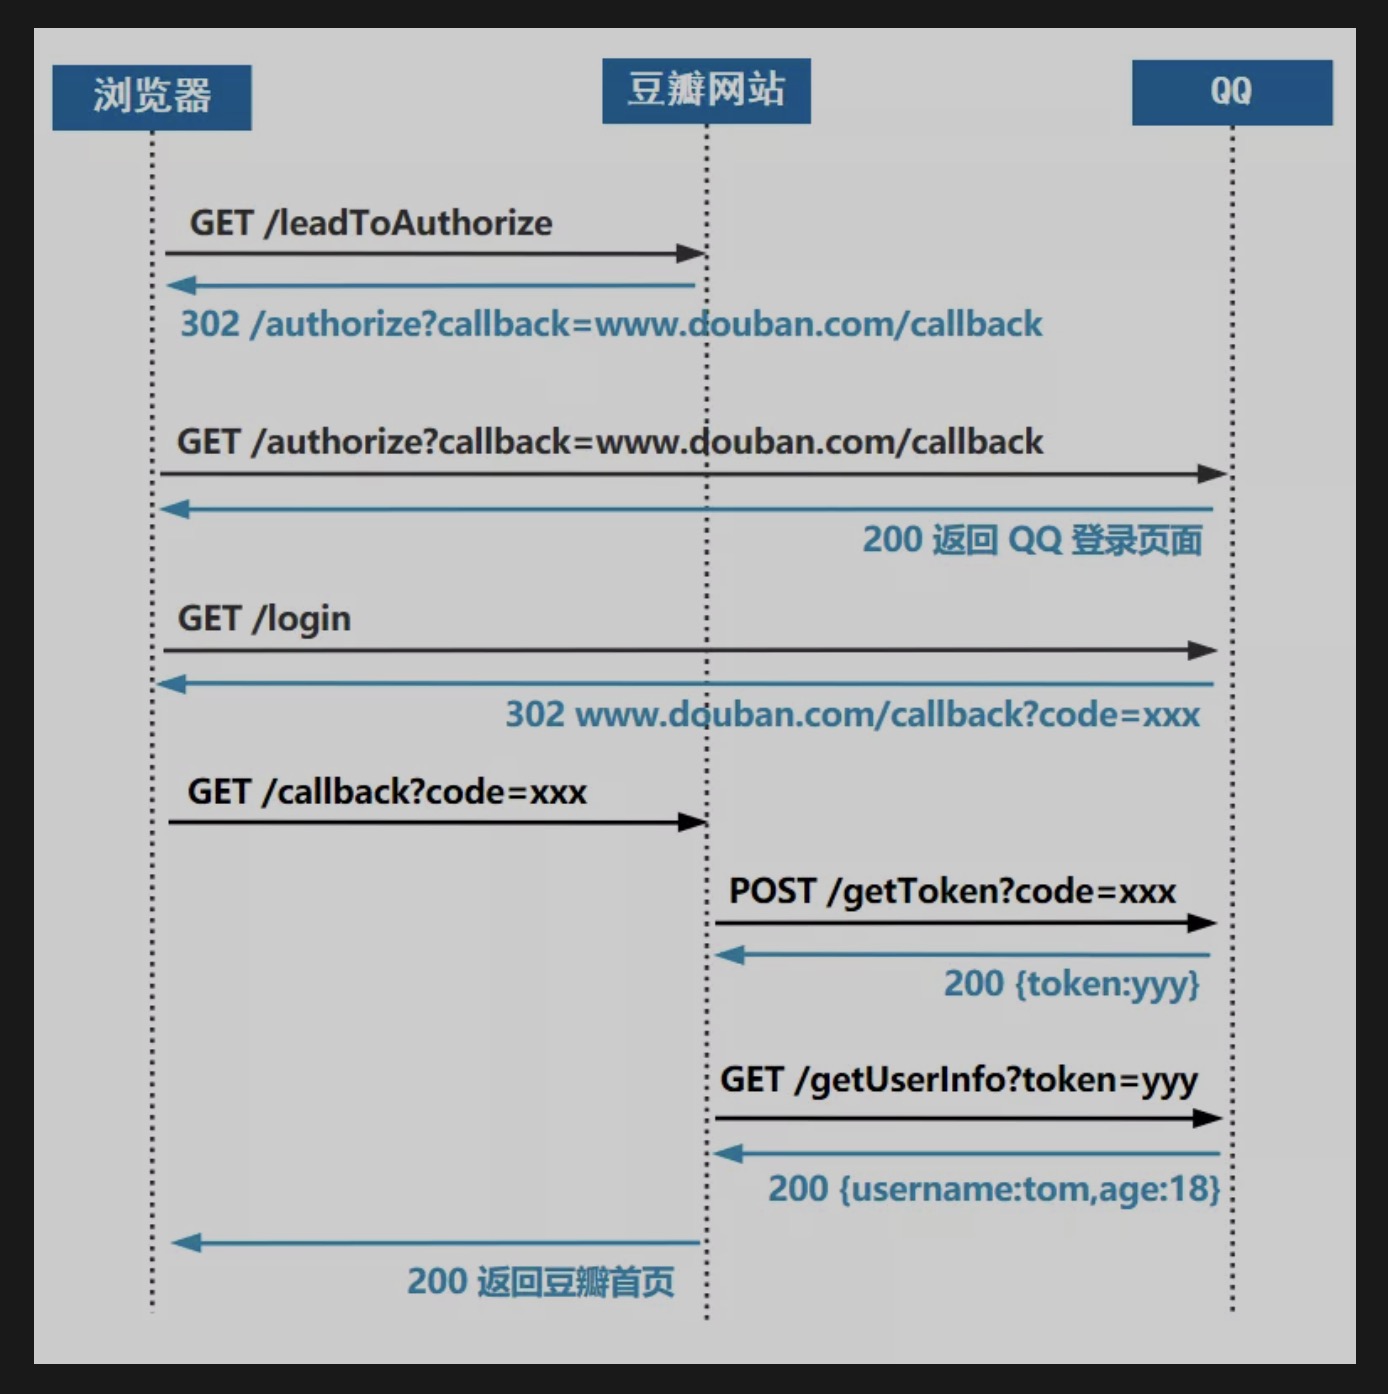 浏览器
豆瓣网站
QQ
GET /leadToAuthorize
302 /authorize?callback=www.douban.com/callback
GET /authorize?callback=www.douban.com/callback
200 返回 QQ 登录页面
GET /login
302 www.douban.com/callback?code=xxx
GET /callback?code=xxx
POST /getToken?code=xxx
200 {token:yyy}
GET /getUserInfo?token=yyy
200 {username:tom,age:18}
200 返回豆瓣首页